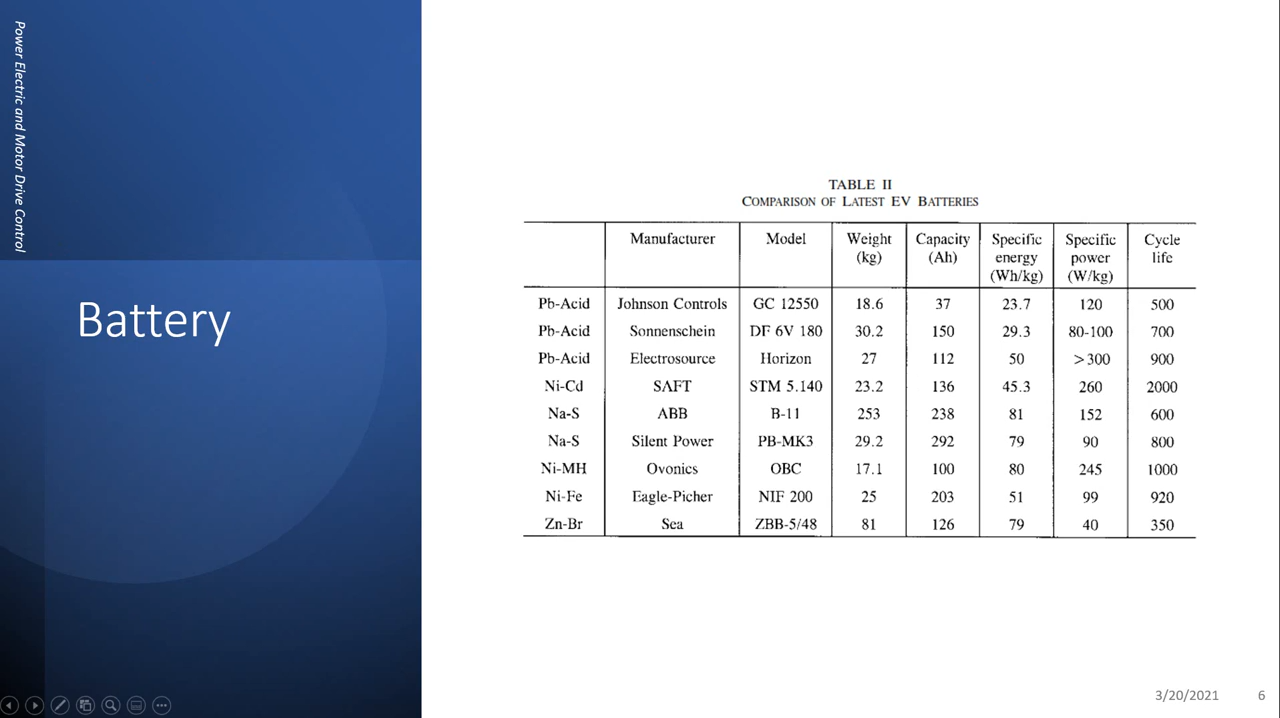 Power Electric and Motor Drive Control
Battery
TABLE II
COMPARISON OF LATEST EV BATTERIES
Manufacturer Model Weight (kg) Capacity (Ah) Specific energy (Wh/kg) Specific power (W/kg) Cycle life
Pb-Acid Johnson Controls GC 12550 18.6 37 23.7 120 500
Pb-Acid Sonnenschein DF 6V 180 30.2 150 29.3 80-100 700
Pb-Acid Electrosource Horizon 27 112 50 >300 900
Ni-Cd SAFT STM 5.140 23.2 136 45.3 260 2000
Na-S ABB B-11 253 238 81 152 600
Na-S Silent Power PB-MK3 29.2 292 79 90 800
Ni-MH Ovonics OBC 17.1 100 80 245 1000
Ni-Fe Eagle-Picher NIF 200 25 203 51 99 920
Zn-Br Sea ZBB-5/48 81 126 79 40 350
3/20/2021 6